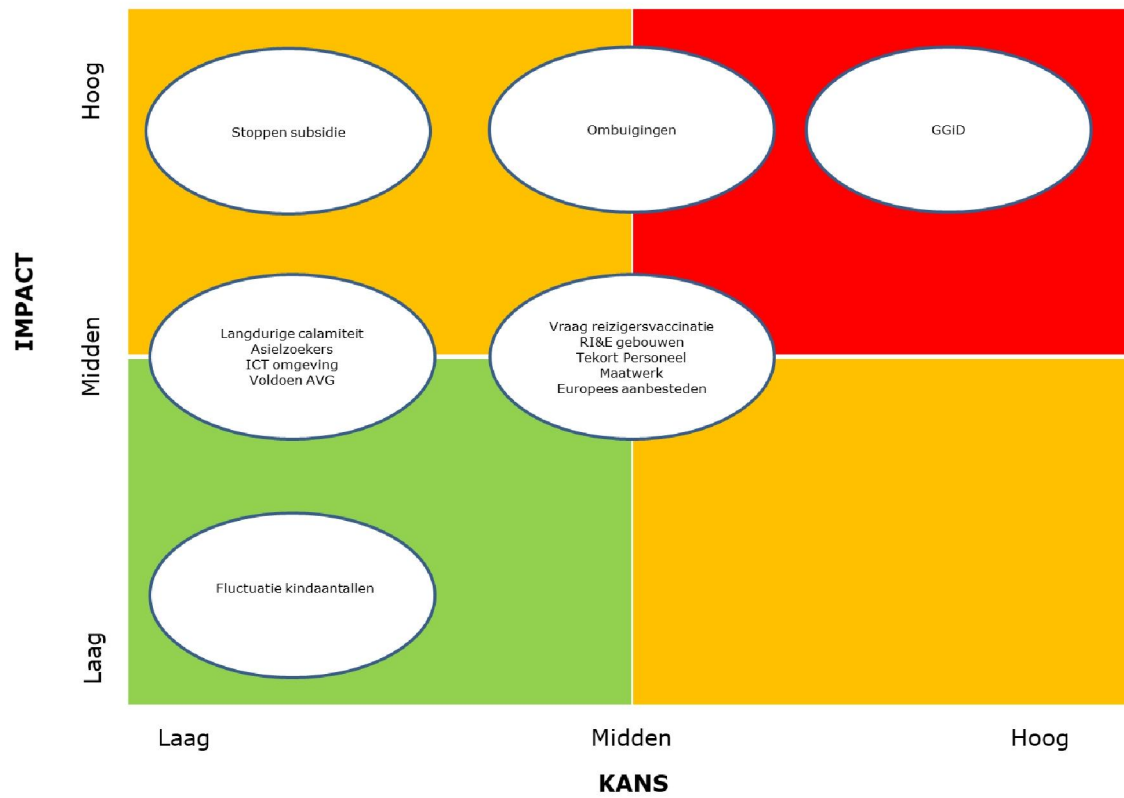 Hoog
Stoppen subsidie
Ombuigingen
GGiD
IMPACT
Midden
Langdurige calamiteit
Asielzoekers
ICT omgeving
Voldoen AVG
Vraag reizigersvaccinatie
RI&E gebouwen
Tekort Personeel
Maatwerk
Europees aanbesteden
Fluctuatie kindaantallen
Laag
Laag
Midden
Hoog
KANS